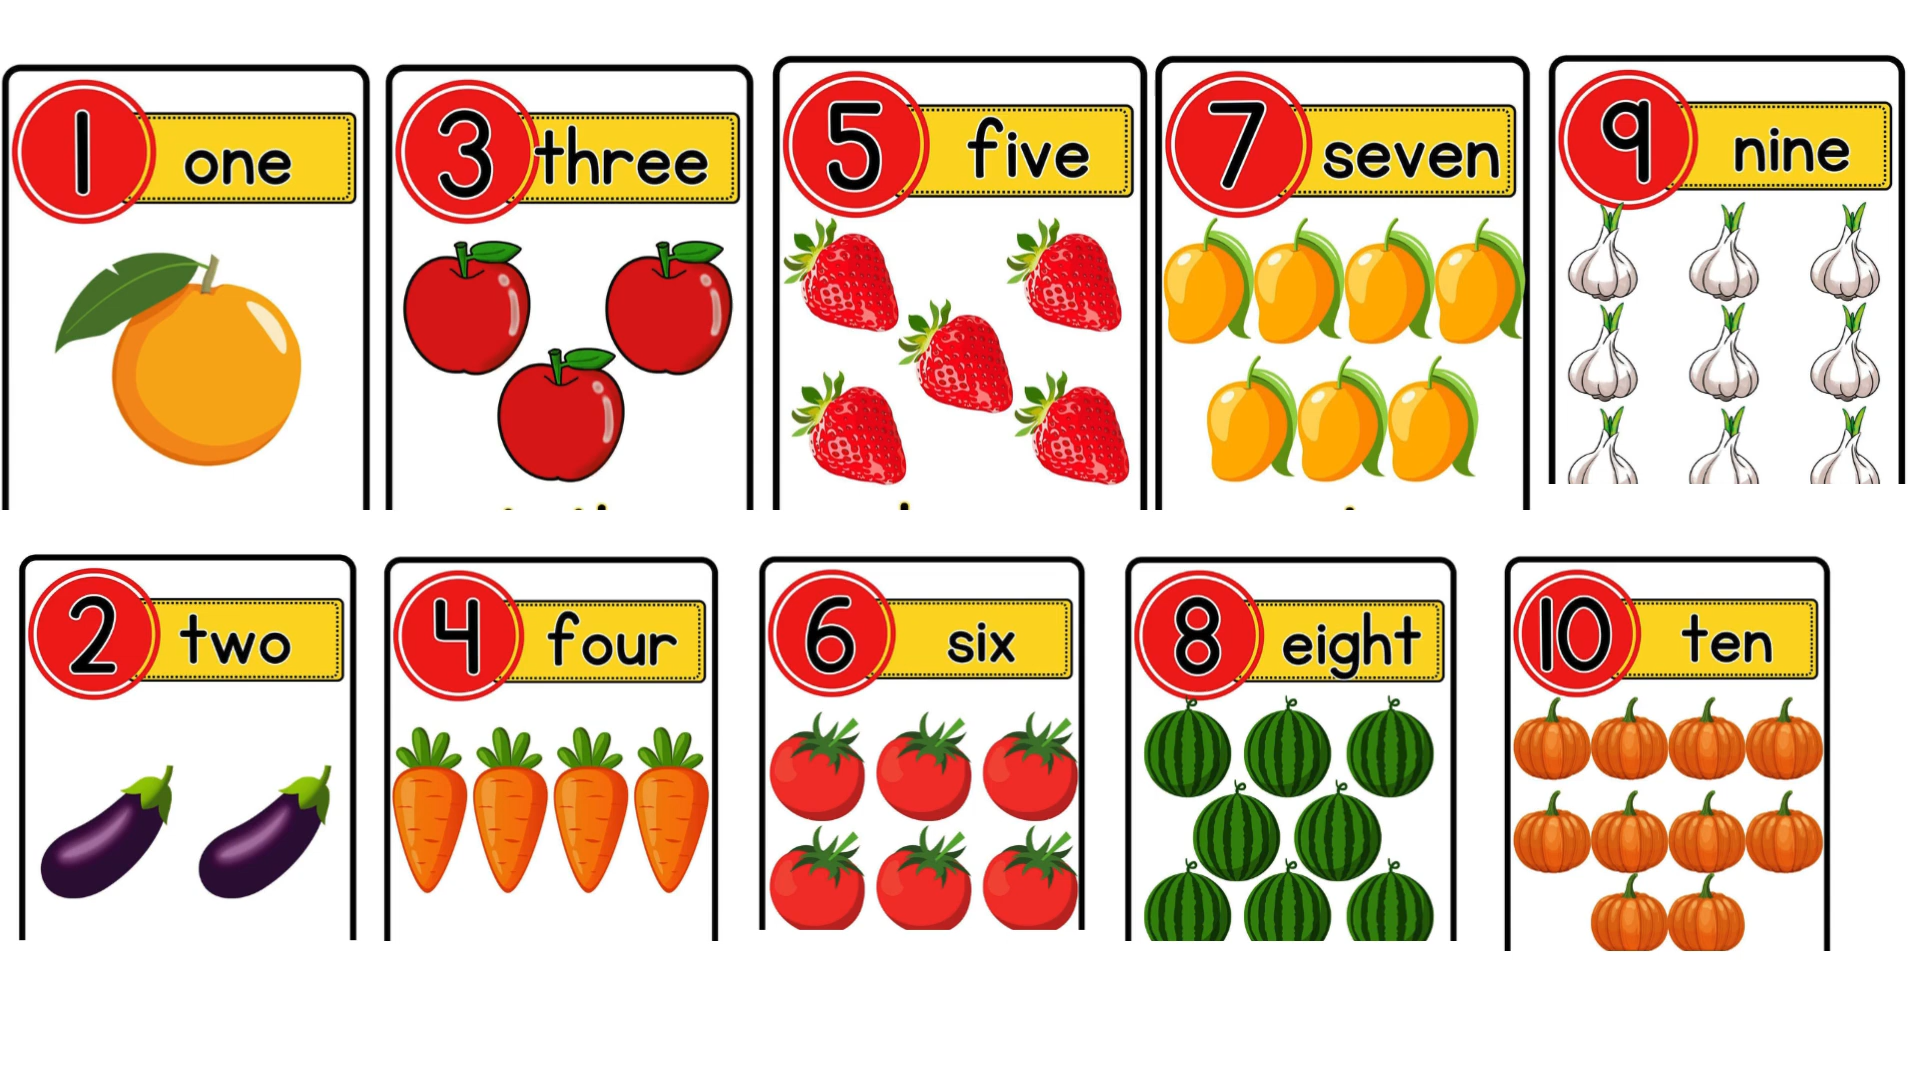 1 one
3 three
5 five
7 seven
9 nine
2 two
4 four
6 six
8 eight
10 ten